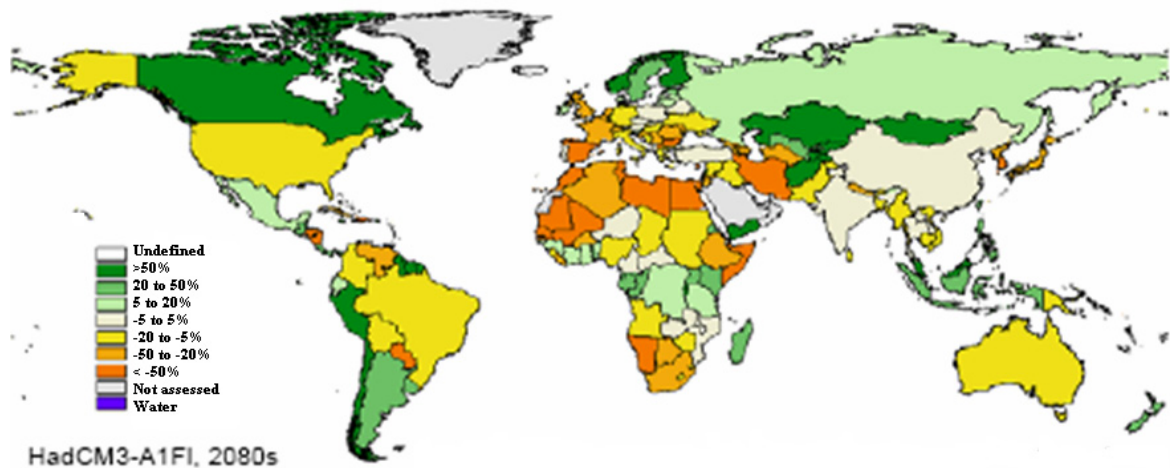 Undefined
>50%
20 to 50%
5 to 20%
-5 to 5%
-20 to -5%
-50 to -20%
< -50%
Not assessed
Water
HadCM3-A1FI, 2080s